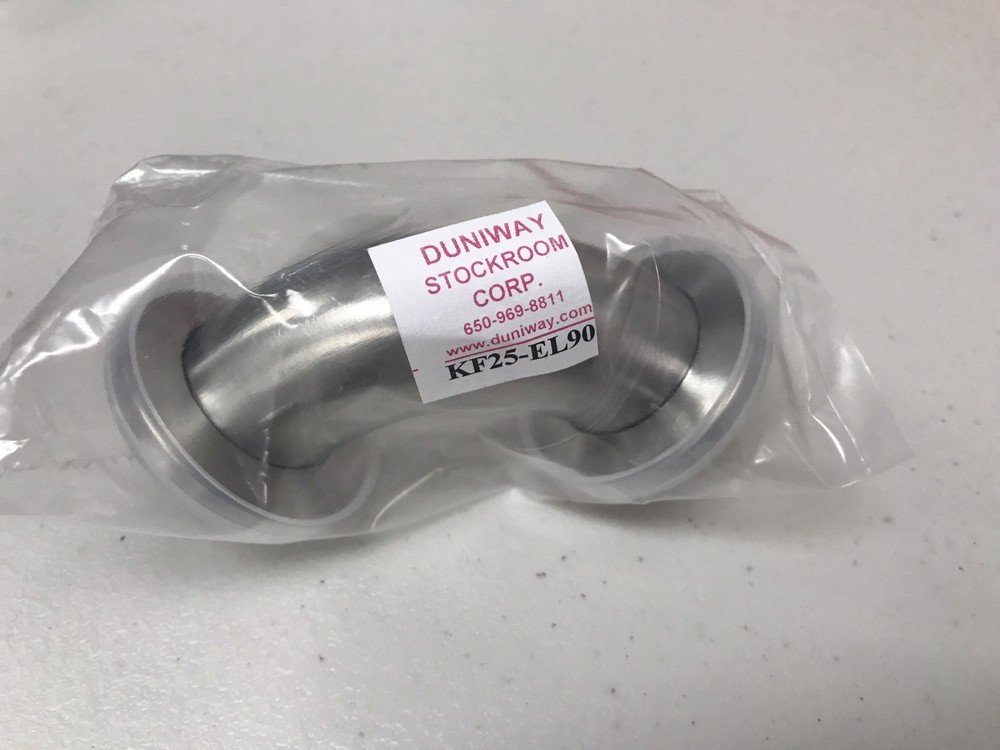 DUNIWAY
STOCKROOM
CORP.
650-969-8811
www.duniway.com
KF25-EL90